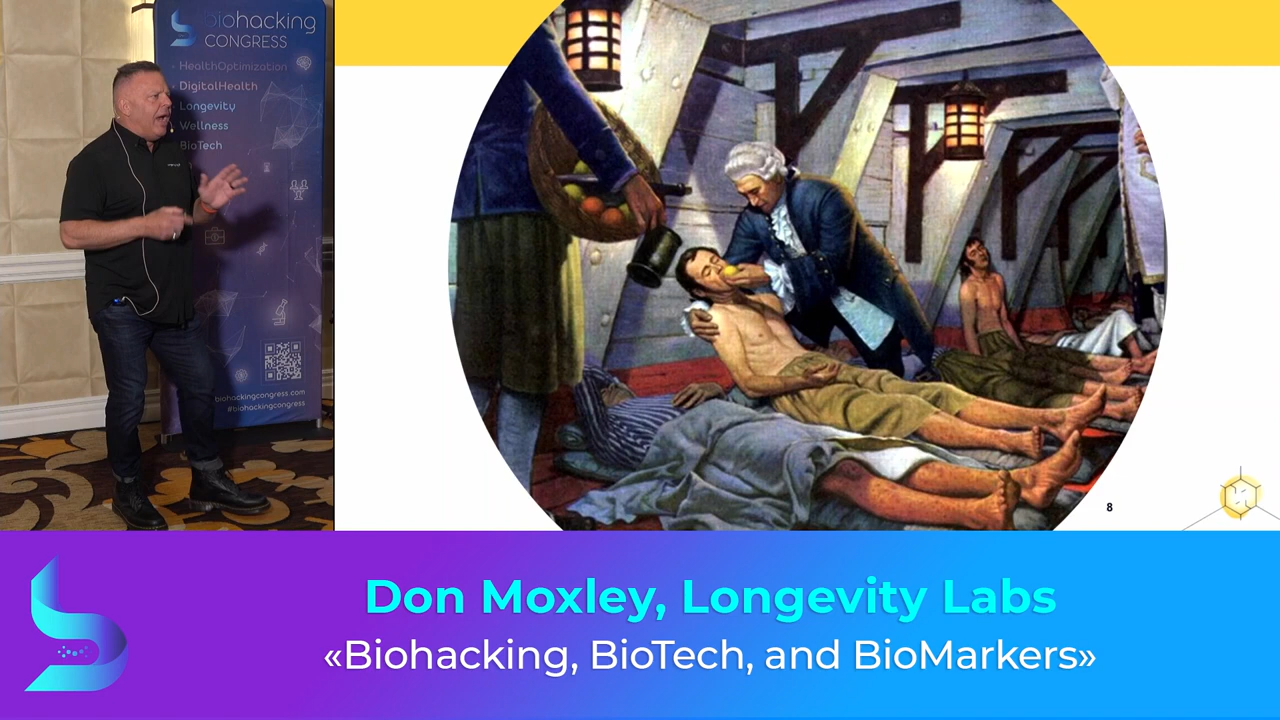 biohacking
CONGRESS
HealthOptimization
DigitalHealth
Longevity
Wellness
BioTech
biohackingcongress.com
#biohackingcongress
8
Don Moxley, Longevity Labs
«Biohacking, BioTech, and BioMarkers»